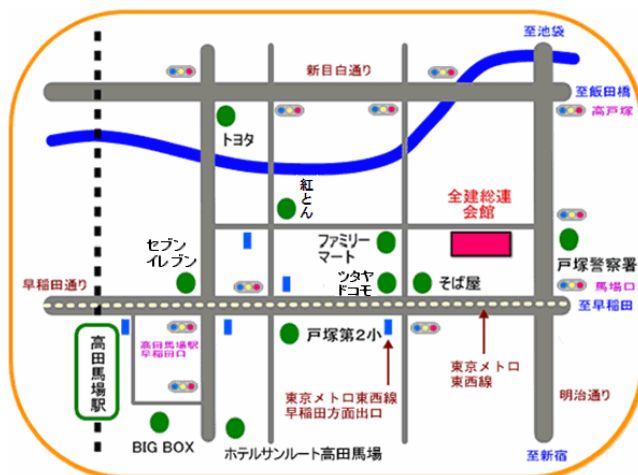 至池袋
新目白通り
至飯田橋
高戸塚
トヨタ
紅とん
全建総連
会館
セブン
イレブン
ファミリー
マート
戸塚警察署
ツタヤ
ドコモ
そば屋
早稲田通り
馬場口
至早稲田
高田馬場駅
高田馬場駅
早稲田口
戸塚第2小
東京メトロ東西線
早稲田方面出口
東京メトロ
東西線
明治通り
BIG BOX
ホテルサンルート高田馬場
至新宿